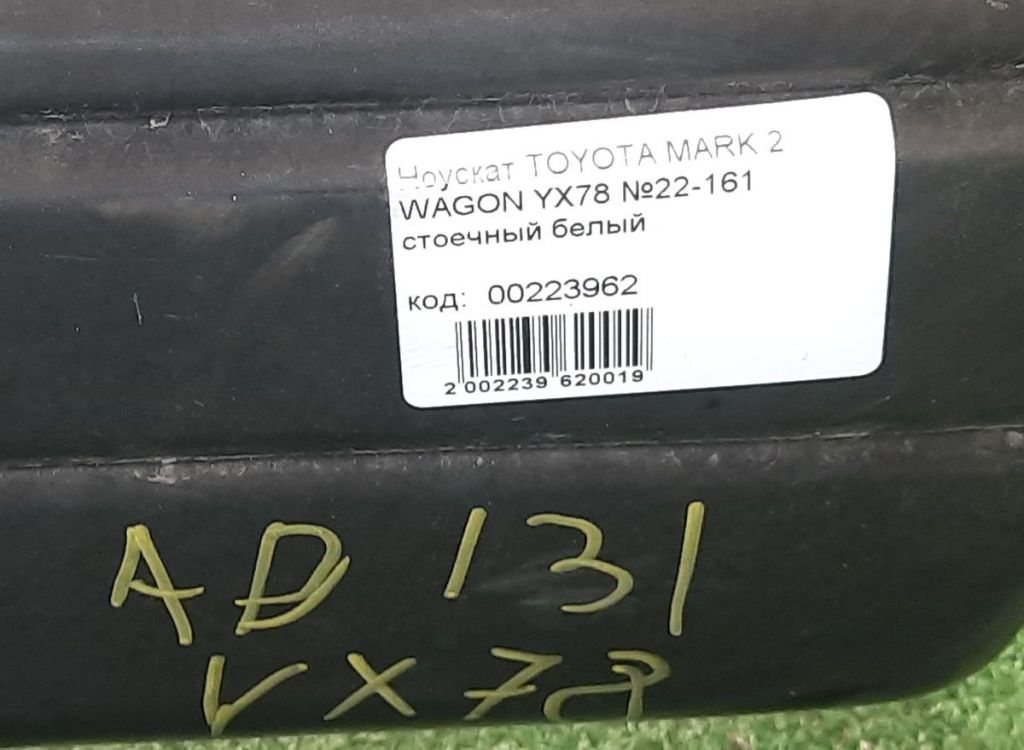 Ноускат TOYOTA MARK 2
WAGON YX78 №22-161
стоечный белый
код: 00223962
2 002239 620019
AD 131
YX78